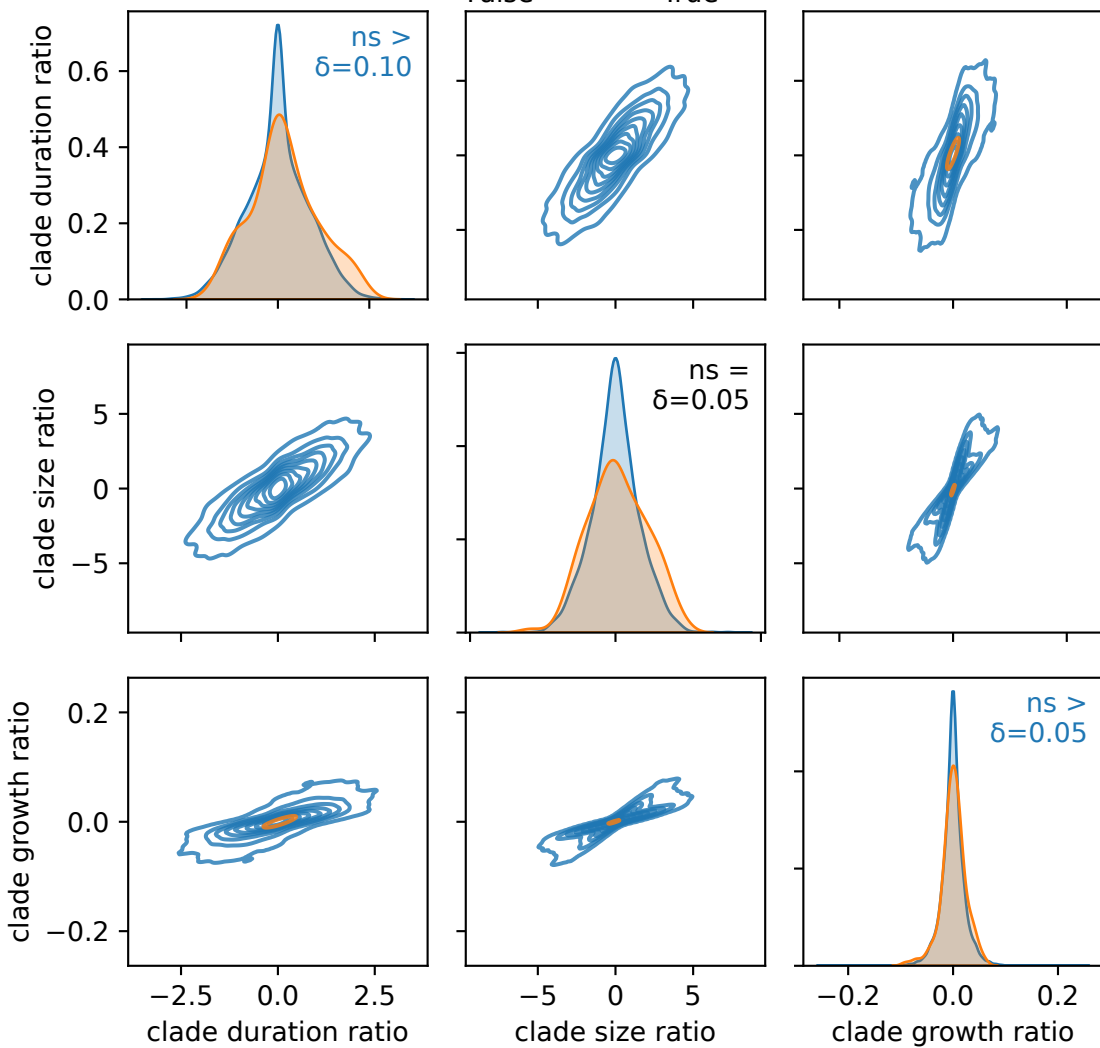 clade duration ratio
0.6
0.4
0.2
0.0
ns >
δ=0.10
clade size ratio
5
0
−5
ns =
δ=0.05
clade growth ratio
0.2
0.0
−0.2
ns >
δ=0.05
−2.5 0.0 2.5
−5 0 5
−0.2 0.0 0.2
clade duration ratio
clade size ratio
clade growth ratio